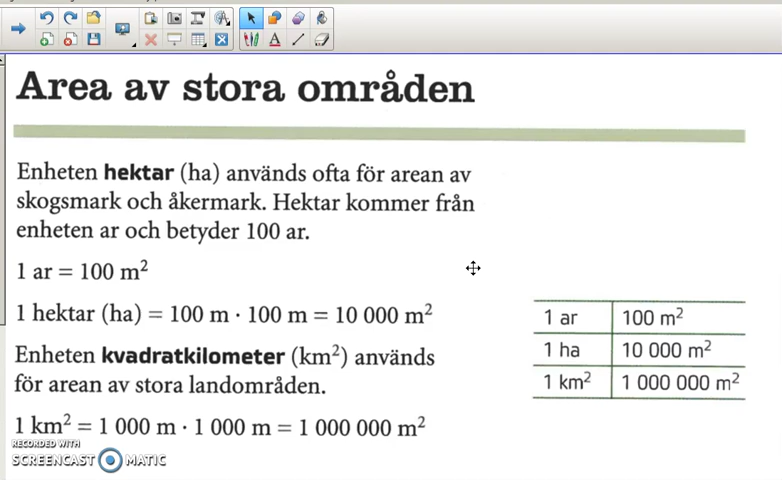 Area av stora områden
Enheten hektar (ha) används ofta för arean av
skogsmark och åkermark. Hektar kommer från
enheten ar och betyder 100 ar.
1 ar = 100 m²
1 hektar (ha) = 100 m · 100 m = 10 000 m²
Enheten kvadratkilometer (km²) används
för arean av stora landområden.
1 km² = 1 000 m · 1 000 m = 1 000 000 m²
1 ar 100 m²
1 ha 10 000 m²
1 km² 1 000 000 m²
RECORDED WITH
SCREENCAST MATIC